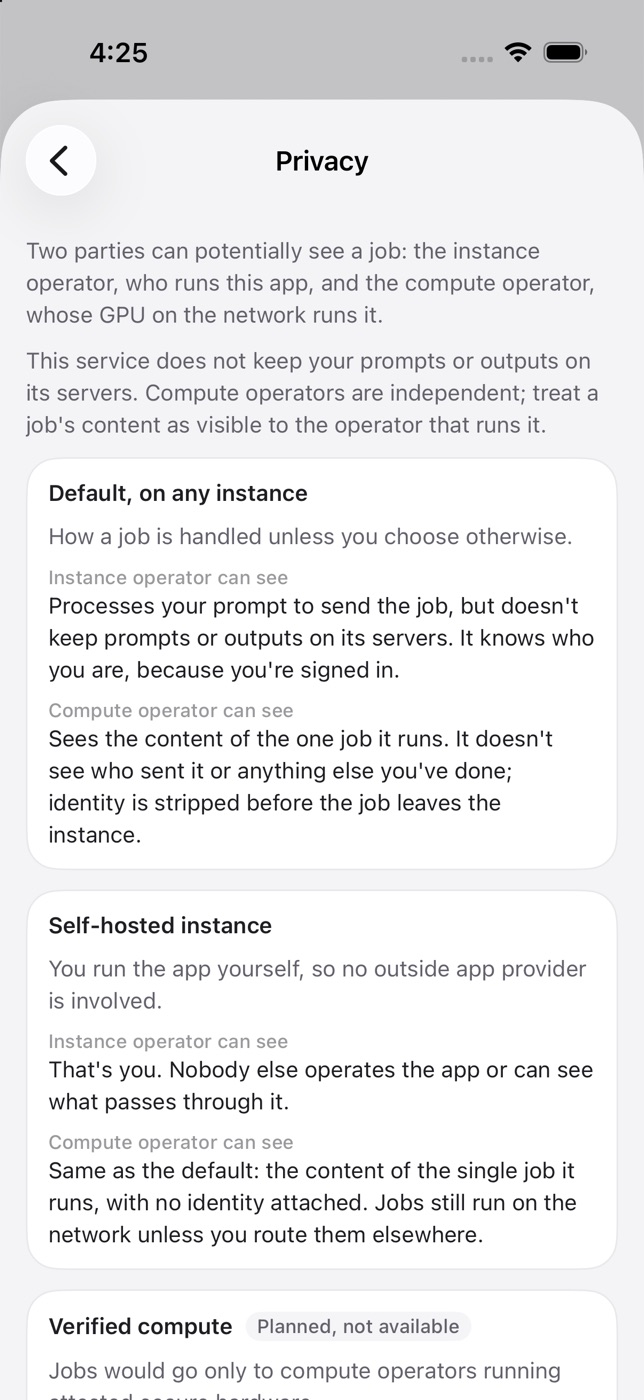 4:25
Privacy
Two parties can potentially see a job: the instance
operator, who runs this app, and the compute operator,
whose GPU on the network runs it.
This service does not keep your prompts or outputs on
its servers. Compute operators are independent; treat a
job's content as visible to the operator that runs it.
Default, on any instance
How a job is handled unless you choose otherwise.
Instance operator can see
Processes your prompt to send the job, but doesn't
keep prompts or outputs on its servers. It knows who
you are, because you're signed in.
Compute operator can see
Sees the content of the one job it runs. It doesn't
see who sent it or anything else you've done;
identity is stripped before the job leaves the
instance.
Self-hosted instance
You run the app yourself, so no outside app provider
is involved.
Instance operator can see
That's you. Nobody else operates the app or can see
what passes through it.
Compute operator can see
Same as the default: the content of the single job it
runs, with no identity attached. Jobs still run on the
network unless you route them elsewhere.
Verified compute Planned, not available
Jobs would go only to compute operators running
attested secure hardware